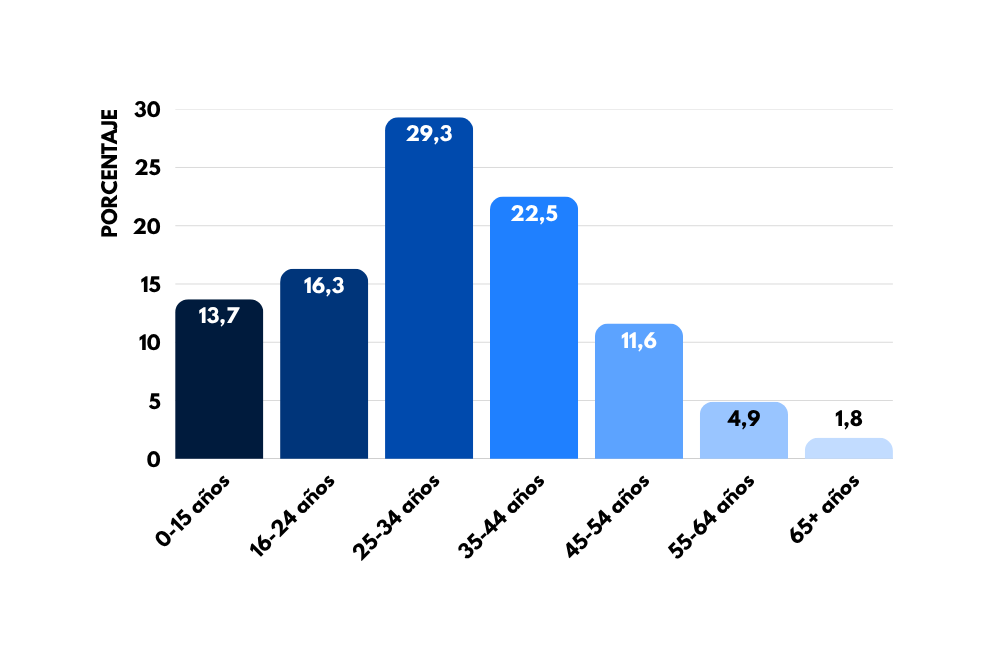 PORCENTAJE
30
25
20
15
10
5
0
13,7
16,3
29,3
22,5
11,6
4,9
1,8
0-15 años
16-24 años
25-34 años
35-44 años
45-54 años
55-64 años
65+ años